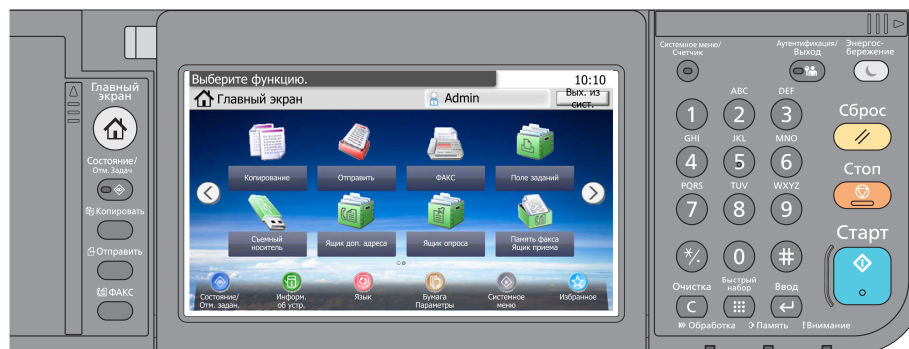 Главный
экран
Состояние/
Отм. Задач
Копировать
Отправить
ФАКС
Выберите функцию.
10:10
Главный экран
Admin
Вых. из
сист.
Копирование
Отправить
ФАКС
Поле заданий
Съемный
носитель
Ящик доп. адреса
Ящик опроса
Память факса
Ящик приема
Состояние/
Отм. задан.
Информ.
об устр.
Язык
Бумага
Параметры
Системное
меню
Избранное
Системное меню/
Счетчик
Аутентификация/
Выход
Энергос-
бережение
ABC
DEF
1
2
3
Сброс
GHI
JKL
MNO
4
5
6
Стоп
PQRS
TUV
WXYZ
7
8
9
Старт
*/.
0
#
Очистка
Быстрый
набор
Ввод
C
Обработка
Память
!Внимание